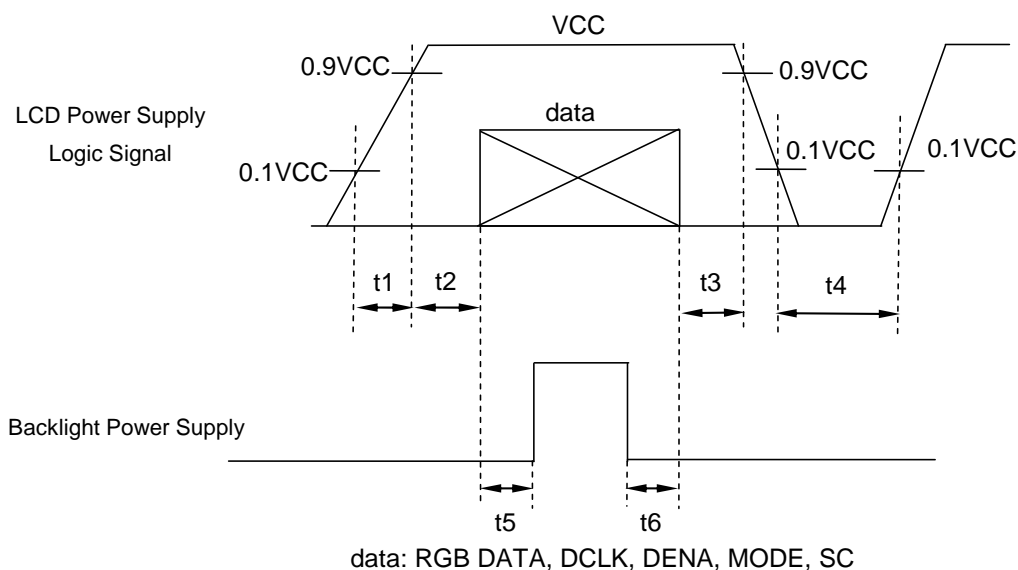 VCC
0.9VCC
0.9VCC
LCD Power Supply
Logic Signal
data
0.1VCC
0.1VCC
0.1VCC
t1
t2
t3
t4
Backlight Power Supply
t5
t6
data: RGB DATA, DCLK, DENA, MODE, SC